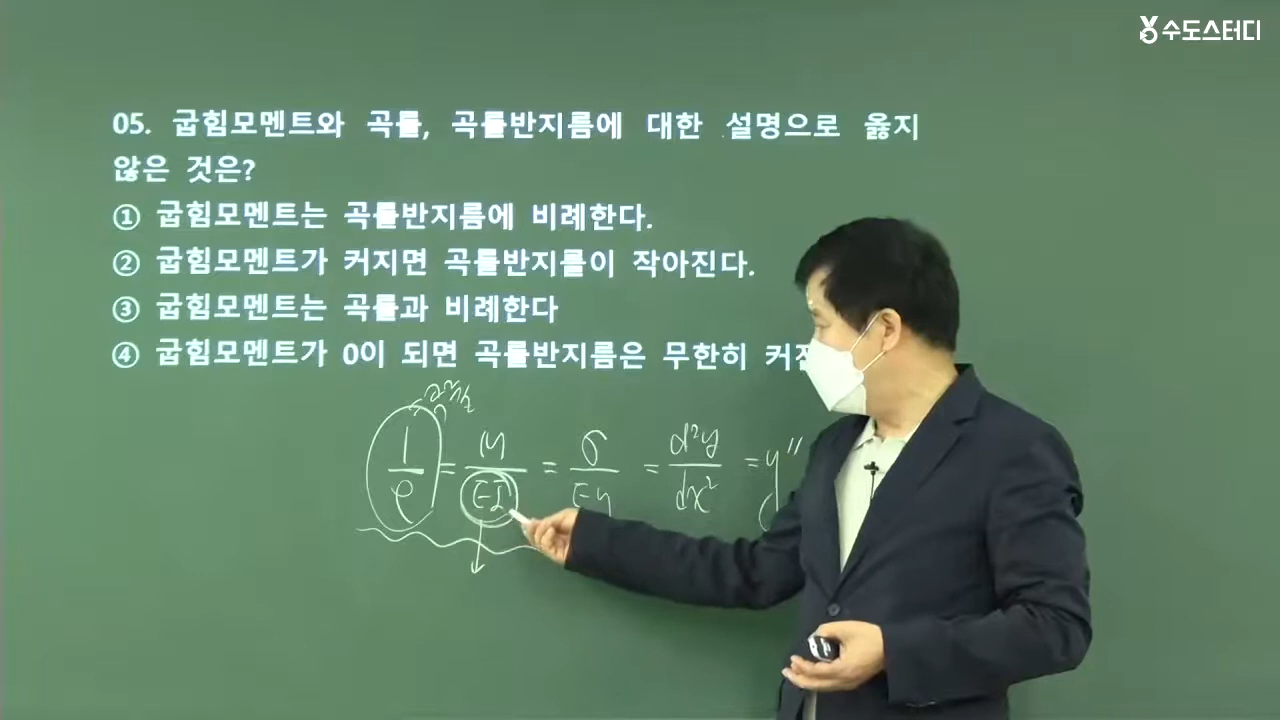 수도스터디
05. 굽힘모멘트와 곡률, 곡률반지름에 대한 설명으로 옳지
않은 것은?
① 굽힘모멘트는 곡률반지름에 비례한다.
② 굽힘모멘트가 커지면 곡률반지름이 작아진다.
③ 굽힘모멘트는 곡률과 비례한다
④ 굽힘모멘트가 0이 되면 곡률반지름은 무한히
1/ρ = M/EI = σ/Ey = d²y/dx² = y″